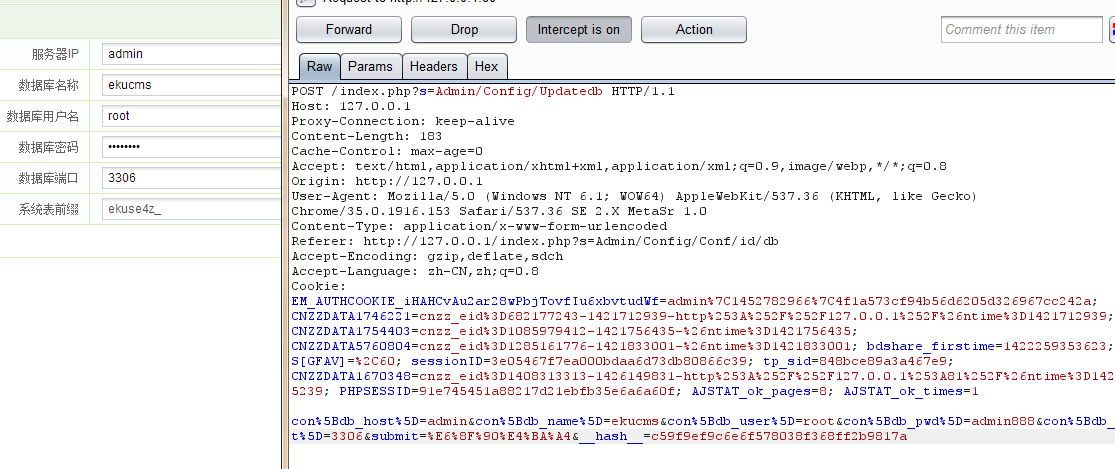 Request to http://127.0.0.1:80
Forward
Drop
Intercept is on
Action
Comment this item
Raw
Params
Headers
Hex
服务器IP
admin
数据库名称
ekucms
数据库用户名
root
数据库密码
••••••••
数据库端口
3306
系统表前缀
ekuse4z_
POST /index.php?s=Admin/Config/Updatedb HTTP/1.1
Host: 127.0.0.1
Proxy-Connection: keep-alive
Content-Length: 183
Cache-Control: max-age=0
Accept: text/html,application/xhtml+xml,application/xml;q=0.9,image/webp,*/*;q=0.8
Origin: http://127.0.0.1
User-Agent: Mozilla/5.0 (Windows NT 6.1; WOW64) AppleWebKit/537.36 (KHTML, like Gecko)
Chrome/35.0.1916.153 Safari/537.36 SE 2.X MetaSr 1.0
Content-Type: application/x-www-form-urlencoded
Referer: http://127.0.0.1/index.php?s=Admin/Config/Conf/id/db
Accept-Encoding: gzip,deflate,sdch
Accept-Language: zh-CN,zh;q=0.8
Cookie:
EM_AUTHCOOKIE_iHAHCvAu2ar28wPbjTovfIu6xbvtudWf=admin%7C1452782966%7C4f1a573cf94b56d6205d326967cc242a;
CNZZDATA1746221=cnzz_eid%3D682177243-1421712939-http%253A%252F%252F127.0.0.1%252F%26ntime%3D1421712939;
CNZZDATA1754403=cnzz_eid%3D1085979412-1421756435-%26ntime%3D1421756435;
CNZZDATA5760804=cnzz_eid%3D1285161776-1421833001-%26ntime%3D1421833001; bdshare_firstime=1422259353623;
S[GFAV]=%2C60; sessionID=3e05467f7ea000bdaa6d73db80866c39; tp_sid=848bce89a3a467e9;
CNZZDATA1670348=cnzz_eid%3D1408313313-1426149831-http%253A%252F%252F127.0.0.1%253A81%252F%26ntime%3D142
5239; PHPSESSID=91e745451a88217d21ebfb35e6a6a60f; AJSTAT_ok_pages=8; AJSTAT_ok_times=1
con%5Bdb_host%5D=admin&con%5Bdb_name%5D=ekucms&con%5Bdb_user%5D=root&con%5Bdb_pwd%5D=admin888&con%5Bdb_
t%5D=3306&submit=%E6%8F%90%E4%BA%A4&__hash__=c59f9ef9c6e6f578038f368ff2b9817a